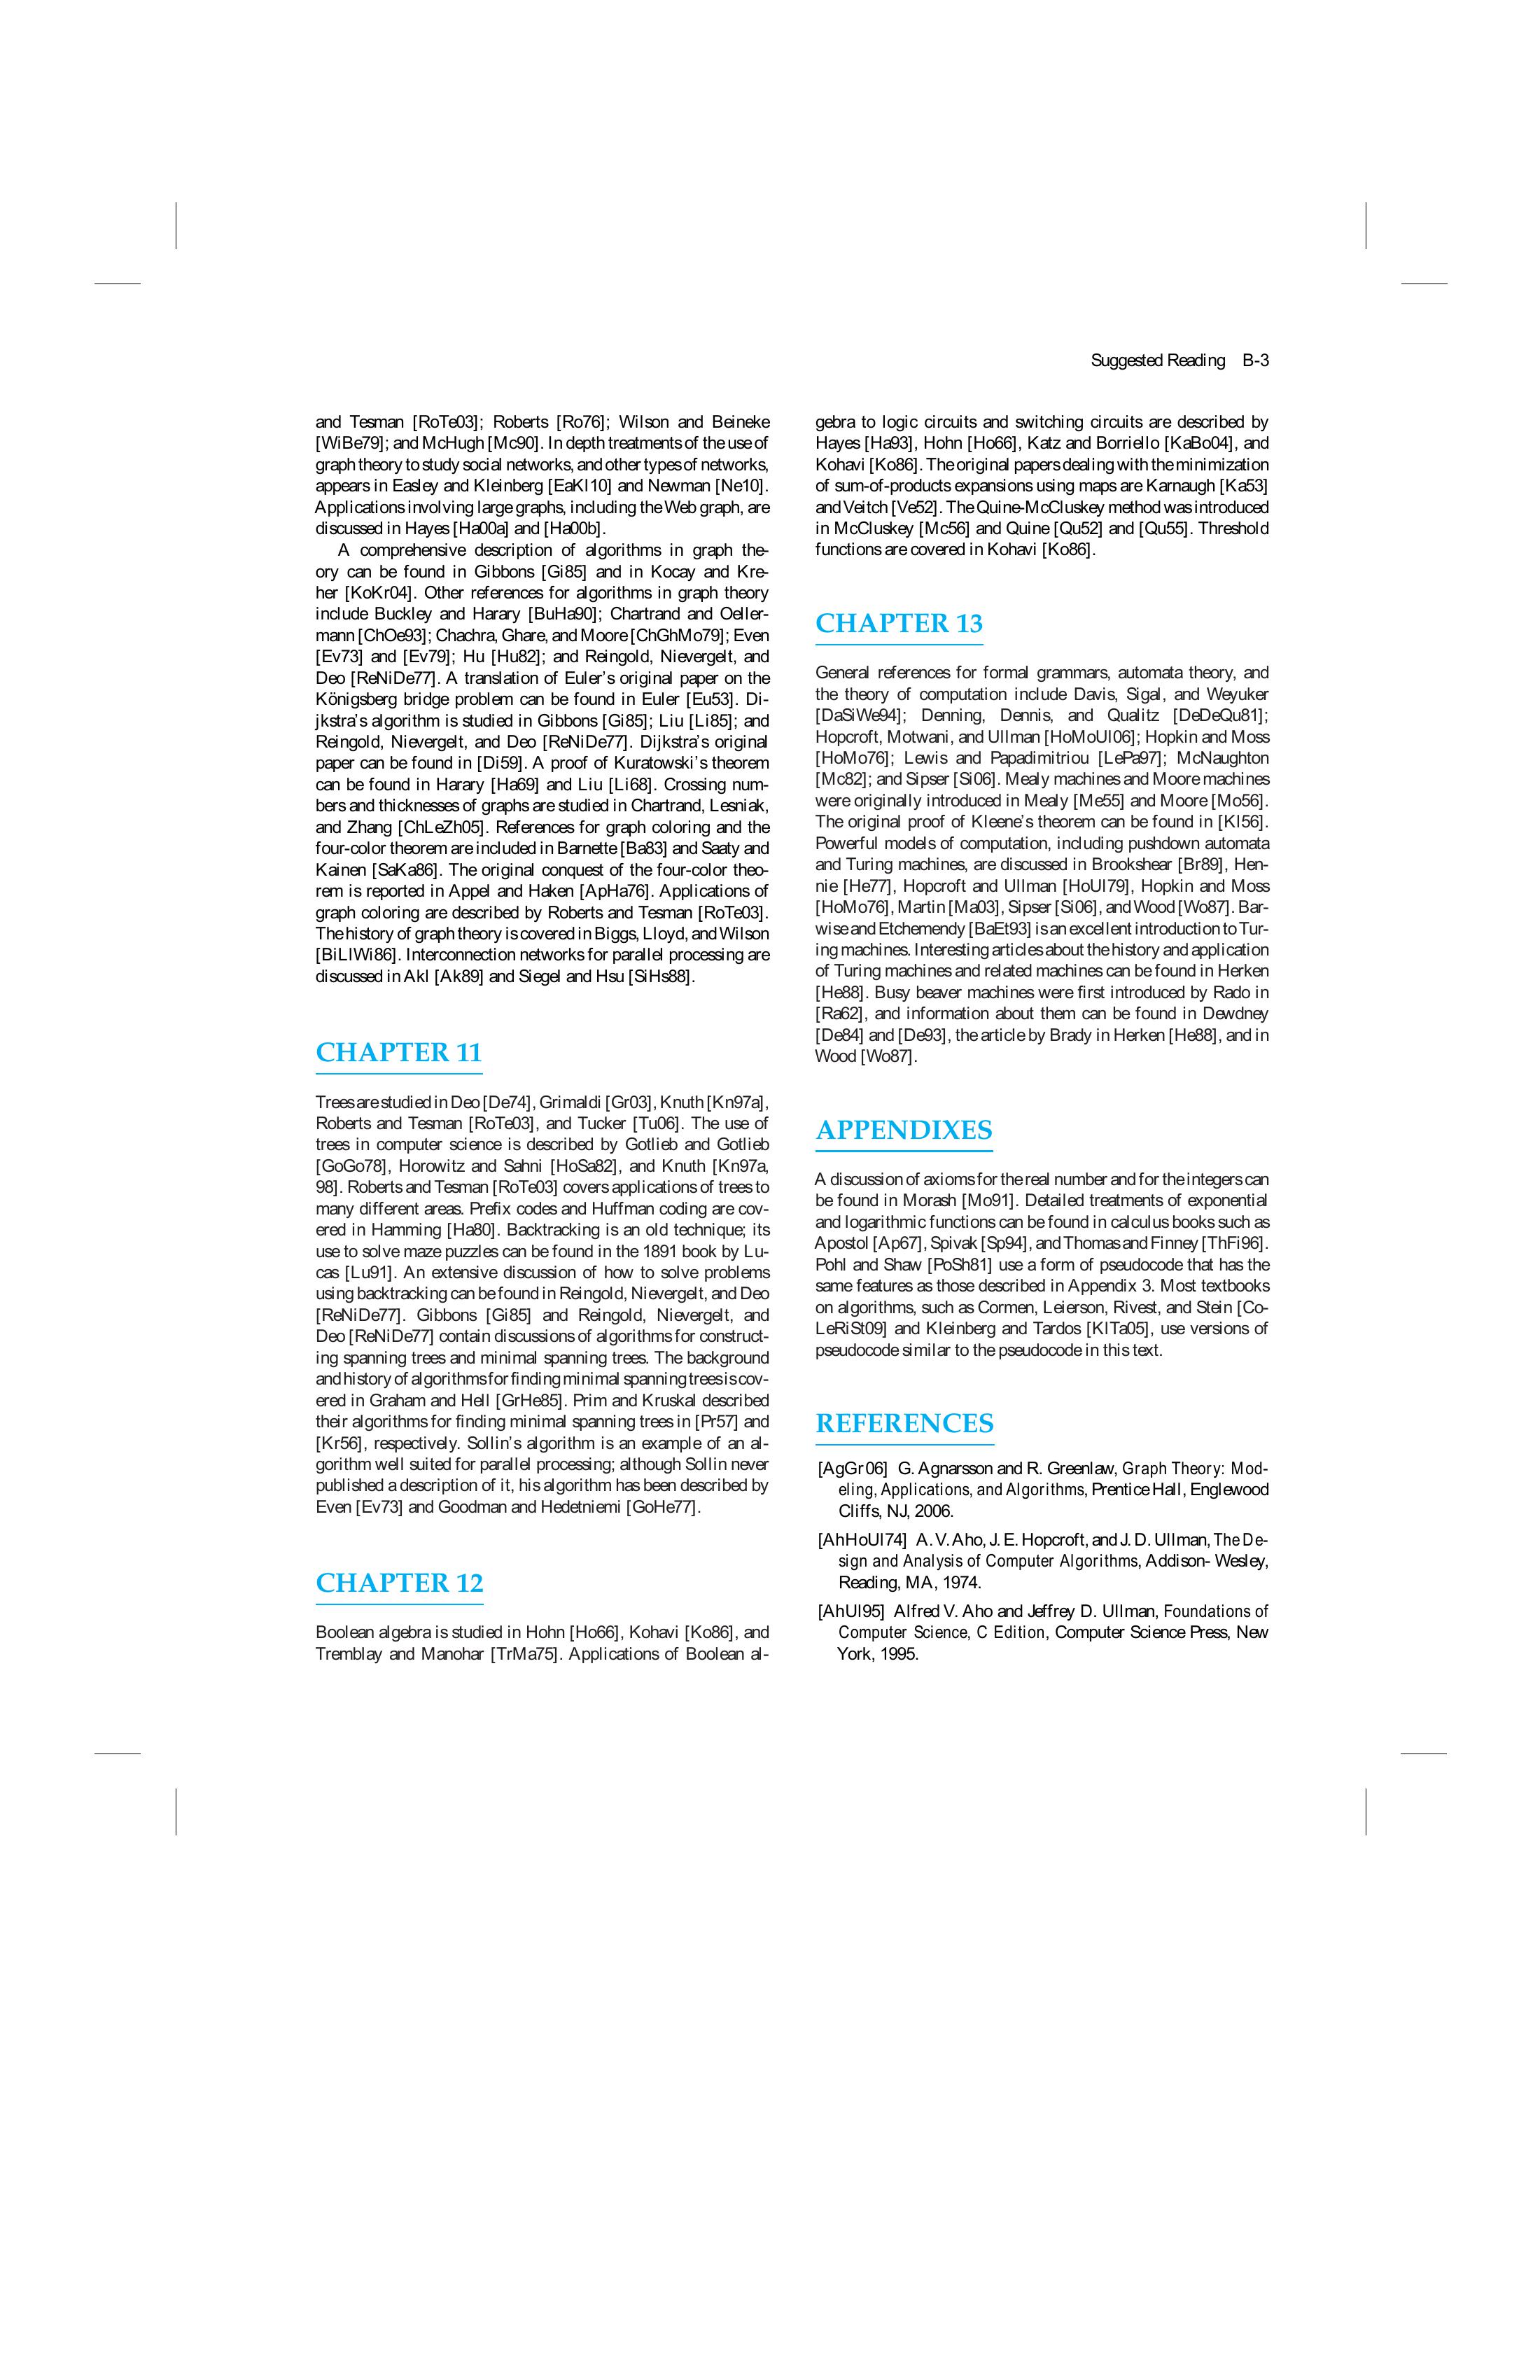 Suggested Reading B-3
and Tesman [RoTe03]; Roberts [Ro76]; Wilson and Beineke
[WiBe79]; and McHugh [Mc90]. In depth treatments of the use of
graph theory to study social networks, and other types of networks,
appears in Easley and Kleinberg [EaKl10] and Newman [Ne10].
Applications involving large graphs, including the Web graph, are
discussed in Hayes [Ha00a] and [Ha00b].
A comprehensive description of algorithms in graph the-
ory can be found in Gibbons [Gi85] and in Kocay and Kre-
her [KoKr04]. Other references for algorithms in graph theory
include Buckley and Harary [BuHa90]; Chartrand and Oeller-
mann [ChOe93]; Chachra, Ghare, and Moore [ChGhMo79]; Even
[Ev73] and [Ev79]; Hu [Hu82]; and Reingold, Nievergelt, and
Deo [ReNiDe77]. A translation of Euler's original paper on the
Königsberg bridge problem can be found in Euler [Eu53]. Di-
jkstra's algorithm is studied in Gibbons [Gi85]; Liu [Li85]; and
Reingold, Nievergelt, and Deo [ReNiDe77]. Dijkstra's original
paper can be found in [Di59]. A proof of Kuratowski's theorem
can be found in Harary [Ha69] and Liu [Li68]. Crossing num-
bers and thicknesses of graphs are studied in Chartrand, Lesniak,
and Zhang [ChLeZh05]. References for graph coloring and the
four-color theorem are included in Barnette [Ba83] and Saaty and
Kainen [SaKa86]. The original conquest of the four-color theo-
rem is reported in Appel and Haken [ApHa76]. Applications of
graph coloring are described by Roberts and Tesman [RoTe03].
The history of graph theory is covered in Biggs, Lloyd, and Wilson
[BiLlWi86]. Interconnection networks for parallel processing are
discussed in Akl [Ak89] and Siegel and Hsu [SiHs88].
CHAPTER 11
Trees are studied in Deo [De74], Grimaldi [Gr03], Knuth [Kn97a],
Roberts and Tesman [RoTe03], and Tucker [Tu06]. The use of
trees in computer science is described by Gotlieb and Gotlieb
[GoGo78], Horowitz and Sahni [HoSa82], and Knuth [Kn97a,
98]. Roberts and Tesman [RoTe03] covers applications of trees to
many different areas. Prefix codes and Huffman coding are cov-
ered in Hamming [Ha80]. Backtracking is an old technique; its
use to solve maze puzzles can be found in the 1891 book by Lu-
cas [Lu91]. An extensive discussion of how to solve problems
using backtracking can be found in Reingold, Nievergelt, and Deo
[ReNiDe77]. Gibbons [Gi85] and Reingold, Nievergelt, and
Deo [ReNiDe77] contain discussions of algorithms for construct-
ing spanning trees and minimal spanning trees. The background
and history of algorithms for finding minimal spanning trees is cov-
ered in Graham and Hell [GrHe85]. Prim and Kruskal described
their algorithms for finding minimal spanning trees in [Pr57] and
[Kr56], respectively. Sollin's algorithm is an example of an al-
gorithm well suited for parallel processing; although Sollin never
published a description of it, his algorithm has been described by
Even [Ev73] and Goodman and Hedetniemi [GoHe77].
CHAPTER 12
Boolean algebra is studied in Hohn [Ho66], Kohavi [Ko86], and
Tremblay and Manohar [TrMa75]. Applications of Boolean al-
gebra to logic circuits and switching circuits are described by
Hayes [Ha93], Hohn [Ho66], Katz and Borriello [KaBo04], and
Kohavi [Ko86]. The original papers dealing with the minimization
of sum-of-products expansions using maps are Karnaugh [Ka53]
and Veitch [Ve52]. The Quine-McCluskey method was introduced
in McCluskey [Mc56] and Quine [Qu52] and [Qu55]. Threshold
functions are covered in Kohavi [Ko86].
CHAPTER 13
General references for formal grammars, automata theory, and
the theory of computation include Davis, Sigal, and Weyuker
[DaSiWe94]; Denning, Dennis, and Qualitz [DeDeQu81];
Hopcroft, Motwani, and Ullman [HoMoUl06]; Hopkin and Moss
[HoMo76]; Lewis and Papadimitriou [LePa97]; McNaughton
[Mc82]; and Sipser [Si06]. Mealy machines and Moore machines
were originally introduced in Mealy [Me55] and Moore [Mo56].
The original proof of Kleene's theorem can be found in [Kl56].
Powerful models of computation, including pushdown automata
and Turing machines, are discussed in Brookshear [Br89], Hen-
nie [He77], Hopcroft and Ullman [HoUl79], Hopkin and Moss
[HoMo76], Martin [Ma03], Sipser [Si06], and Wood [Wo87]. Bar-
wise and Etchemendy [BaEt93] is an excellent introduction to Tur-
ing machines. Interesting articles about the history and application
of Turing machines and related machines can be found in Herken
[He88]. Busy beaver machines were first introduced by Rado in
[Ra62], and information about them can be found in Dewdney
[De84] and [De93], the article by Brady in Herken [He88], and in
Wood [Wo87].
APPENDIXES
A discussion of axioms for the real number and for the integers can
be found in Morash [Mo91]. Detailed treatments of exponential
and logarithmic functions can be found in calculus books such as
Apostol [Ap67], Spivak [Sp94], and Thomas and Finney [ThFi96].
Pohl and Shaw [PoSh81] use a form of pseudocode that has the
same features as those described in Appendix 3. Most textbooks
on algorithms, such as Cormen, Leierson, Rivest, and Stein [Co-
LeRiSt09] and Kleinberg and Tardos [KlTa05], use versions of
pseudocode similar to the pseudocode in this text.
REFERENCES
[AgGr06] G. Agnarsson and R. Greenlaw, Graph Theory: Mod-
eling, Applications, and Algorithms, Prentice Hall, Englewood
Cliffs, NJ, 2006.
[AhHoUl74] A. V. Aho, J. E. Hopcroft, and J. D. Ullman, The De-
sign and Analysis of Computer Algorithms, Addison- Wesley,
Reading, MA, 1974.
[AhUl95] Alfred V. Aho and Jeffrey D. Ullman, Foundations of
Computer Science, C Edition, Computer Science Press, New
York, 1995.